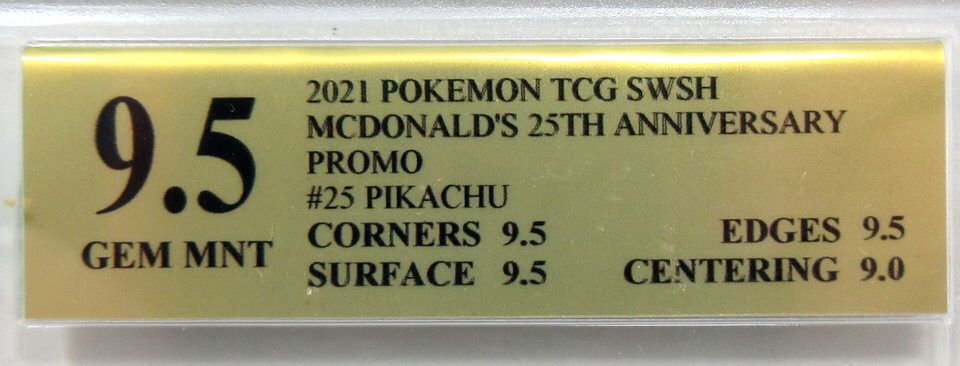 9.5
GEM MNT
2021 POKEMON TCG SWSH
MCDONALD'S 25TH ANNIVERSARY
PROMO
#25 PIKACHU
CORNERS 9.5 EDGES 9.5
SURFACE 9.5 CENTERING 9.0